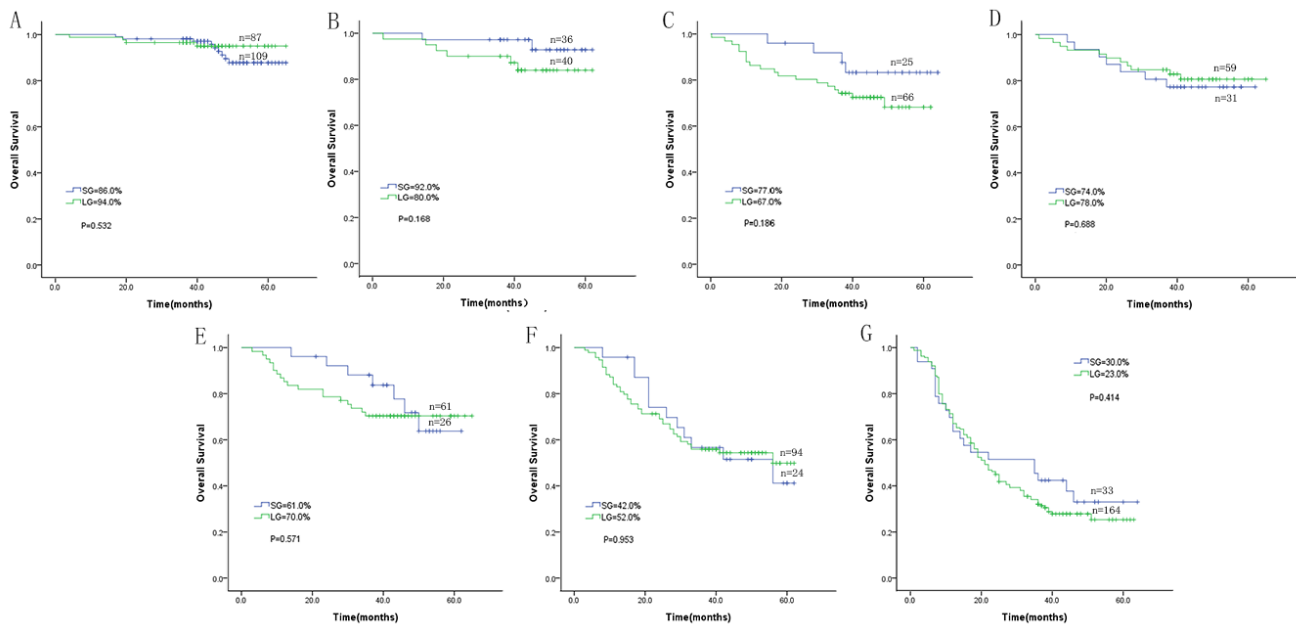 A
Overall Survival
1.0
0.8
0.6
0.4
0.2
0.0
n=87
n=109
SG=86.0%
LG=94.0%
P=0.532
0.0 20.0 40.0 60.0
Time(months)
B
Overall Survival
1.0
0.8
0.6
0.4
0.2
0.0
n=36
n=40
SG=92.0%
LG=80.0%
P=0.168
0.0 20.0 40.0 60.0
Time(months）
C
Overall Survival
1.0
0.8
0.6
0.4
0.2
0.0
n=25
n=66
SG=77.0%
LG=67.0%
P=0.186
0.0 20.0 40.0 60.0
Time(months)
D
Overall Survival
1.0
0.8
0.6
0.4
0.2
0.0
n=59
n=31
SG=74.0%
LG=78.0%
P=0.688
0.0 20.0 40.0 60.0
Time(months)
E
Overall Survival
1.0
0.8
0.6
0.4
0.2
0.0
n=61
n=26
SG=61.0%
LG=70.0%
P=0.571
0.0 20.0 40.0 60.0
Time(months)
F
Overall Survival
1.0
0.8
0.6
0.4
0.2
0.0
n=94
n=24
SG=42.0%
LG=52.0%
P=0.953
0.0 20.0 40.0 60.0
Time(months)
G
Overall Survival
1.0
0.8
0.6
0.4
0.2
0.0
SG=30.0%
LG=23.0%
P=0.414
n=33
n=164
0.0 20.0 40.0 60.0
Time(months)